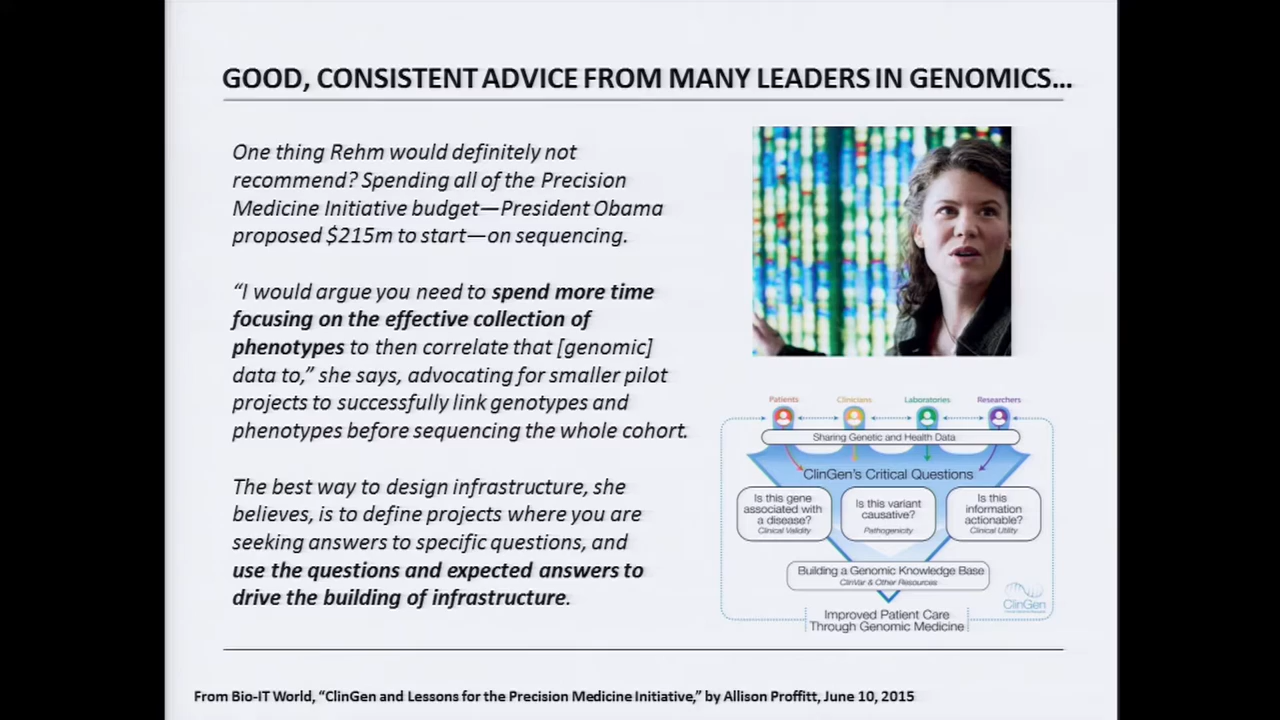 GOOD, CONSISTENT ADVICE FROM MANY LEADERS IN GENOMICS...
One thing Rehm would definitely not
recommend? Spending all of the Precision
Medicine Initiative budget—President Obama
proposed $215m to start—on sequencing.
“I would argue you need to spend more time
focusing on the effective collection of
phenotypes to then correlate that [genomic]
data to,” she says, advocating for smaller pilot
projects to successfully link genotypes and
phenotypes before sequencing the whole cohort.
The best way to design infrastructure, she
believes, is to define projects where you are
seeking answers to specific questions, and
use the questions and expected answers to
drive the building of infrastructure.
Patients
Clinicians
Laboratories
Researchers
Sharing Genetic and Health Data
ClinGen's Critical Questions
Is this gene
associated with
a disease?
Clinical Validity
Is this variant
causative?
Pathogenicity
Is this
information
actionable?
Clinical Utility
Building a Genomic Knowledge Base
ClinVar & Other Resources
ClinGen
Improved Patient Care
Through Genomic Medicine
From Bio-IT World, “ClinGen and Lessons for the Precision Medicine Initiative,” by Allison Proffitt, June 10, 2015